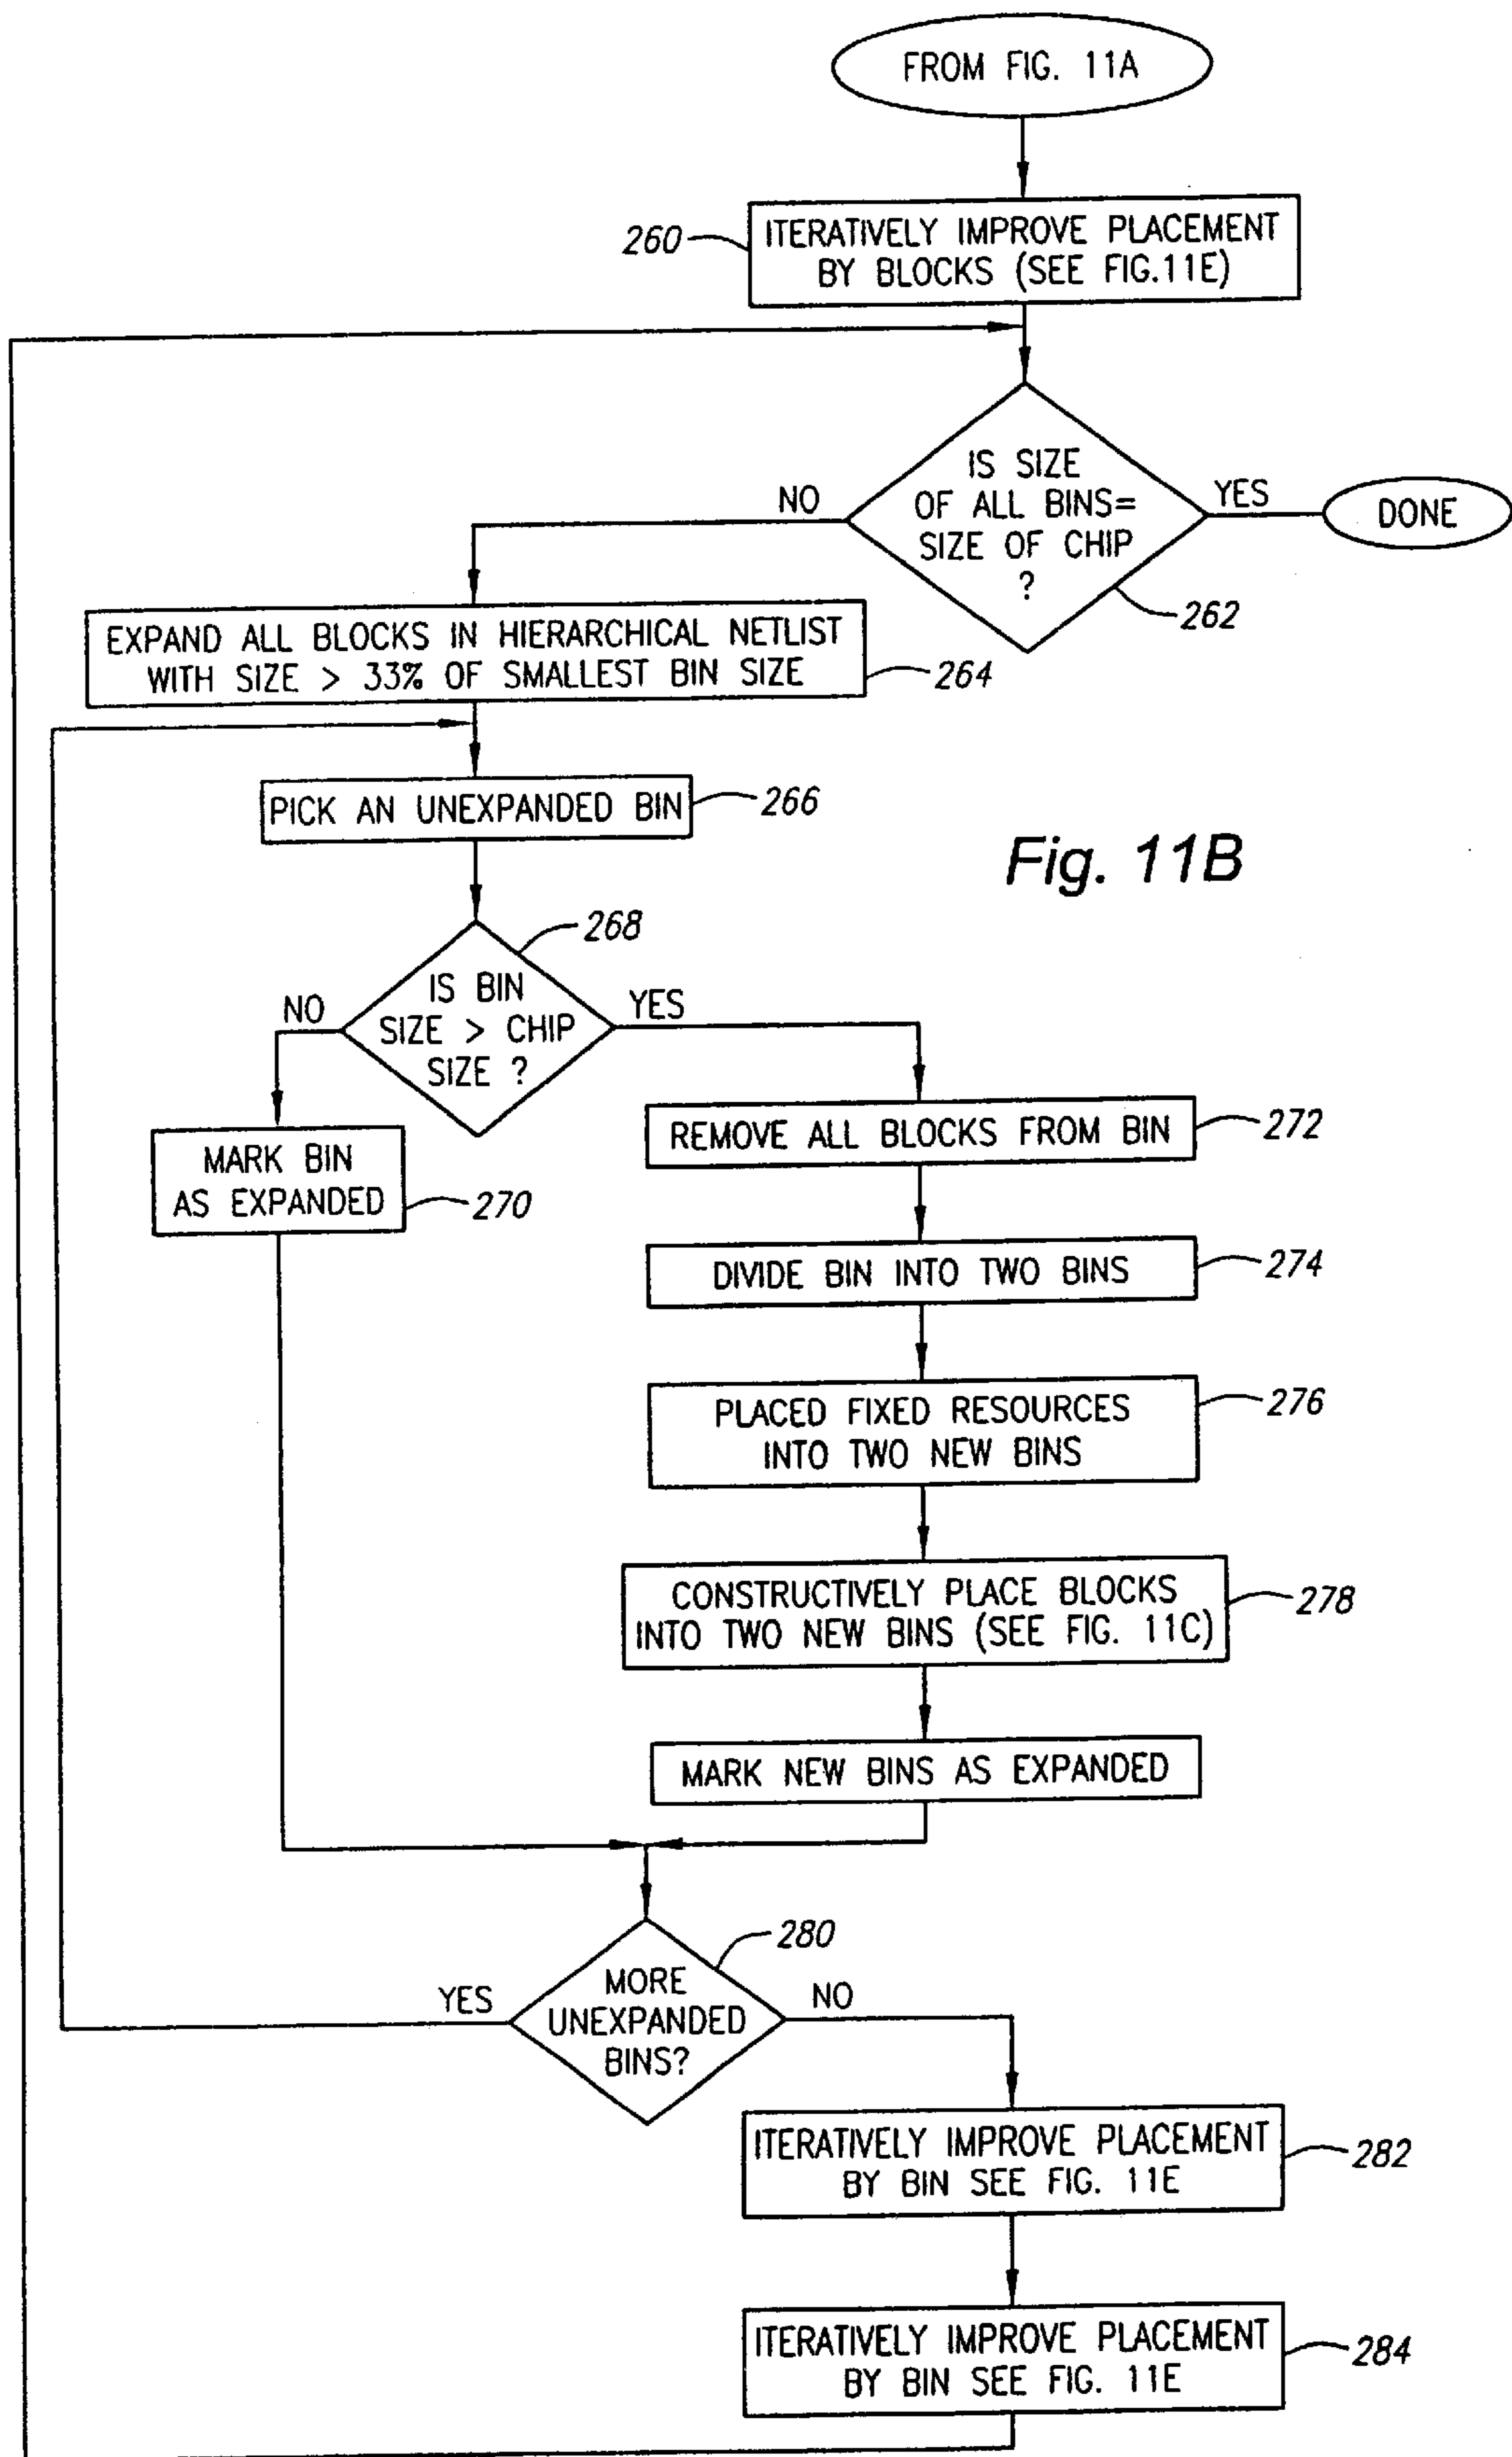 FROM FIG. 11A
260
ITERATIVELY IMPROVE PLACEMENT
BY BLOCKS (SEE FIG.11E)
IS SIZE
OF ALL BINS=
SIZE OF CHIP
?
NO
YES
DONE
262
EXPAND ALL BLOCKS IN HIERARCHICAL NETLIST
WITH SIZE > 33% OF SMALLEST BIN SIZE
264
PICK AN UNEXPANDED BIN
266
Fig. 11B
268
IS BIN
SIZE > CHIP
SIZE ?
NO
YES
MARK BIN
AS EXPANDED
270
REMOVE ALL BLOCKS FROM BIN
272
DIVIDE BIN INTO TWO BINS
274
PLACED FIXED RESOURCES
INTO TWO NEW BINS
276
CONSTRUCTIVELY PLACE BLOCKS
INTO TWO NEW BINS (SEE FIG. 11C)
278
MARK NEW BINS AS EXPANDED
280
MORE
UNEXPANDED
BINS?
YES
NO
ITERATIVELY IMPROVE PLACEMENT
BY BIN SEE FIG. 11E
282
ITERATIVELY IMPROVE PLACEMENT
BY BIN SEE FIG. 11E
284